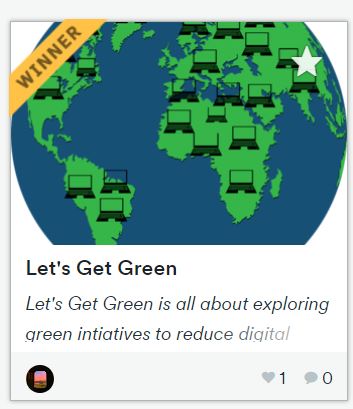 WINNER
Let's Get Green
Let's Get Green is all about exploring
green intiatives to reduce digital
1 0